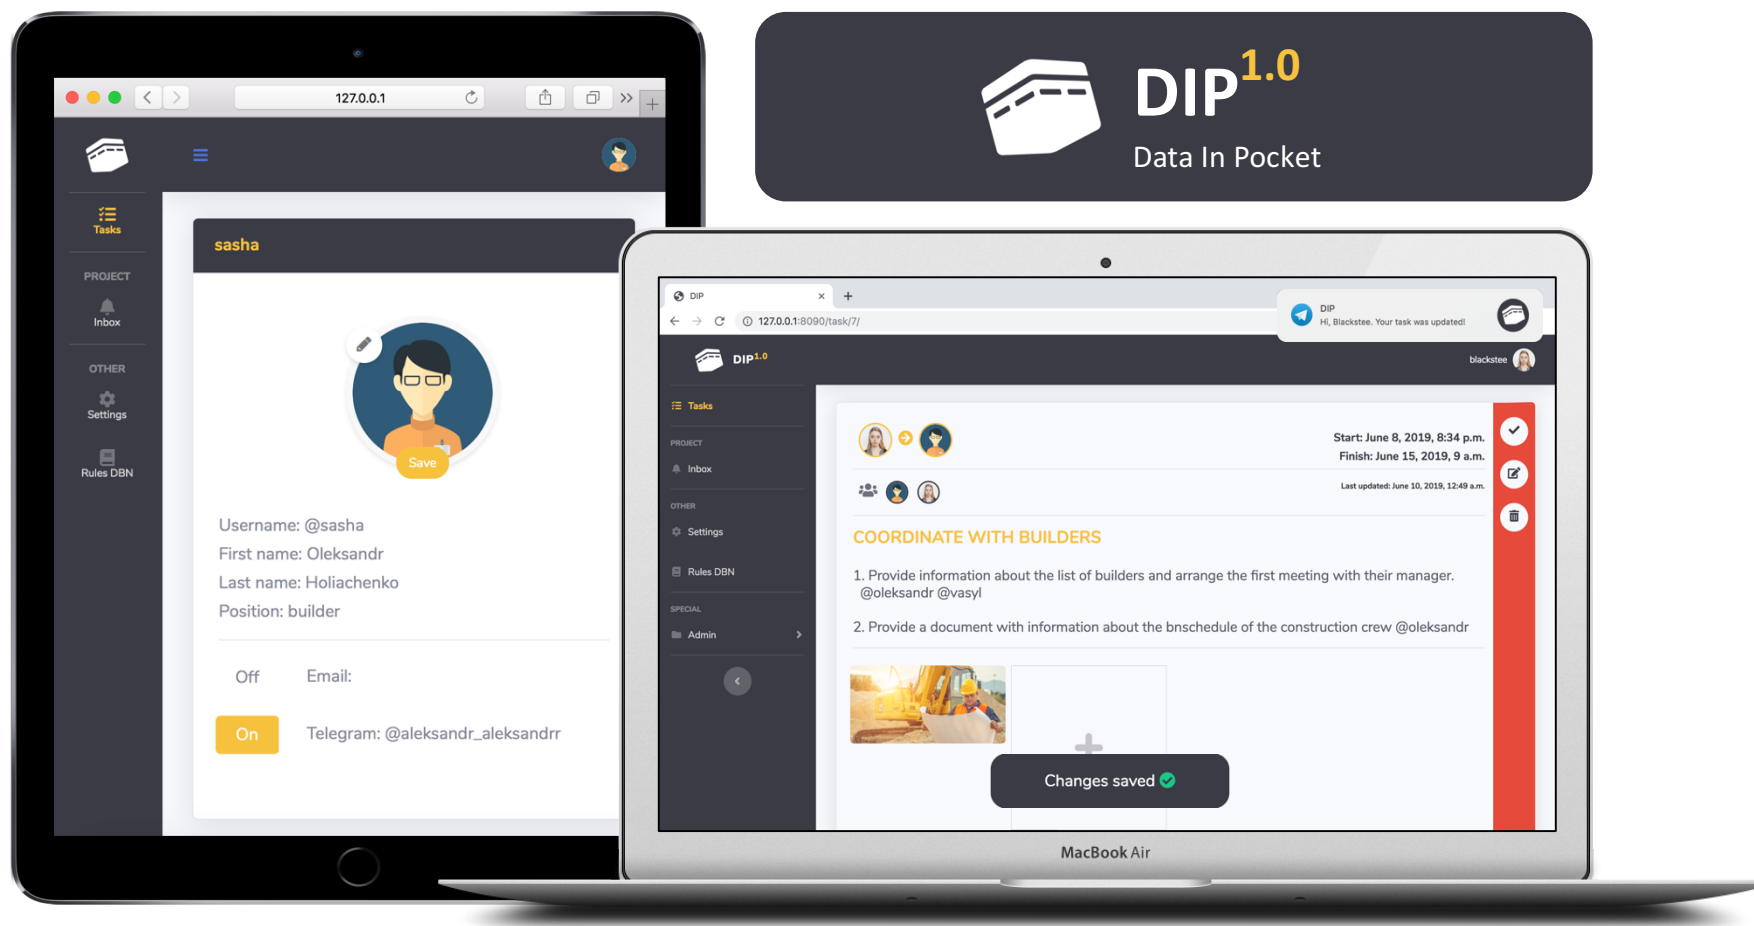 127.0.0.1
Tasks
PROJECT
Inbox
OTHER
Settings
Rules DBN
sasha
Save
Username: @sasha
First name: Oleksandr
Last name: Holiachenko
Position: builder
Off Email:
On Telegram: @aleksandr_aleksandrr
DIP1.0
Data In Pocket
DIP
127.0.0.1:8090/task/7/
DIP
Hi, Blackstee. Your task was updated!
DIP1.0
blackstee
Tasks
PROJECT
Inbox
OTHER
Settings
Rules DBN
SPECIAL
Admin
Start: June 8, 2019, 8:34 p.m.
Finish: June 15, 2019, 9 a.m.
Last updated: June 10, 2019, 12:49 a.m.
COORDINATE WITH BUILDERS
1. Provide information about the list of builders and arrange the first meeting with their manager.
@oleksandr @vasyl
2. Provide a document with information about the bnschedule of the construction crew @oleksandr
Changes saved
MacBook Air